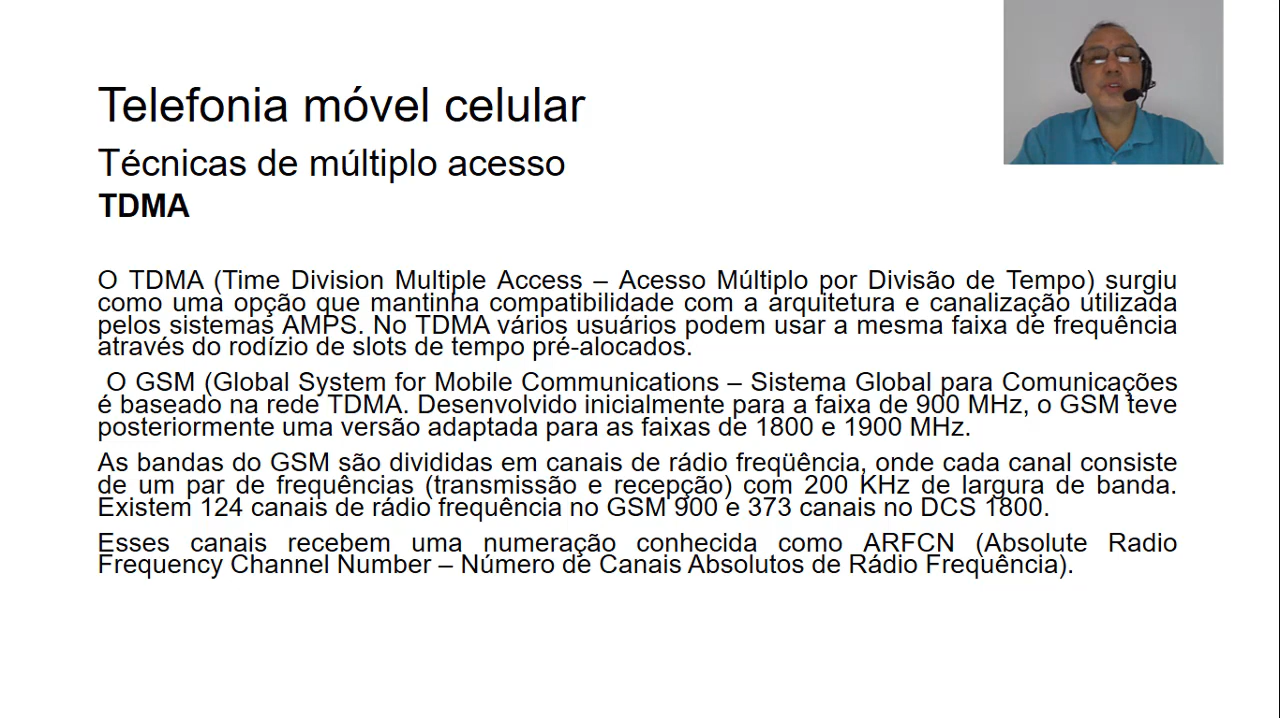 Telefonia móvel celular
Técnicas de múltiplo acesso
TDMA
O TDMA (Time Division Multiple Access – Acesso Múltiplo por Divisão de Tempo) surgiu
como uma opção que mantinha compatibilidade com a arquitetura e canalização utilizada
pelos sistemas AMPS. No TDMA vários usuários podem usar a mesma faixa de frequência
através do rodízio de slots de tempo pré-alocados.
O GSM (Global System for Mobile Communications – Sistema Global para Comunicações
é baseado na rede TDMA. Desenvolvido inicialmente para a faixa de 900 MHz, o GSM teve
posteriormente uma versão adaptada para as faixas de 1800 e 1900 MHz.
As bandas do GSM são divididas em canais de rádio freqüência, onde cada canal consiste
de um par de frequências (transmissão e recepção) com 200 KHz de largura de banda.
Existem 124 canais de rádio frequência no GSM 900 e 373 canais no DCS 1800.
Esses canais recebem uma numeração conhecida como ARFCN (Absolute Radio
Frequency Channel Number – Número de Canais Absolutos de Rádio Frequência).